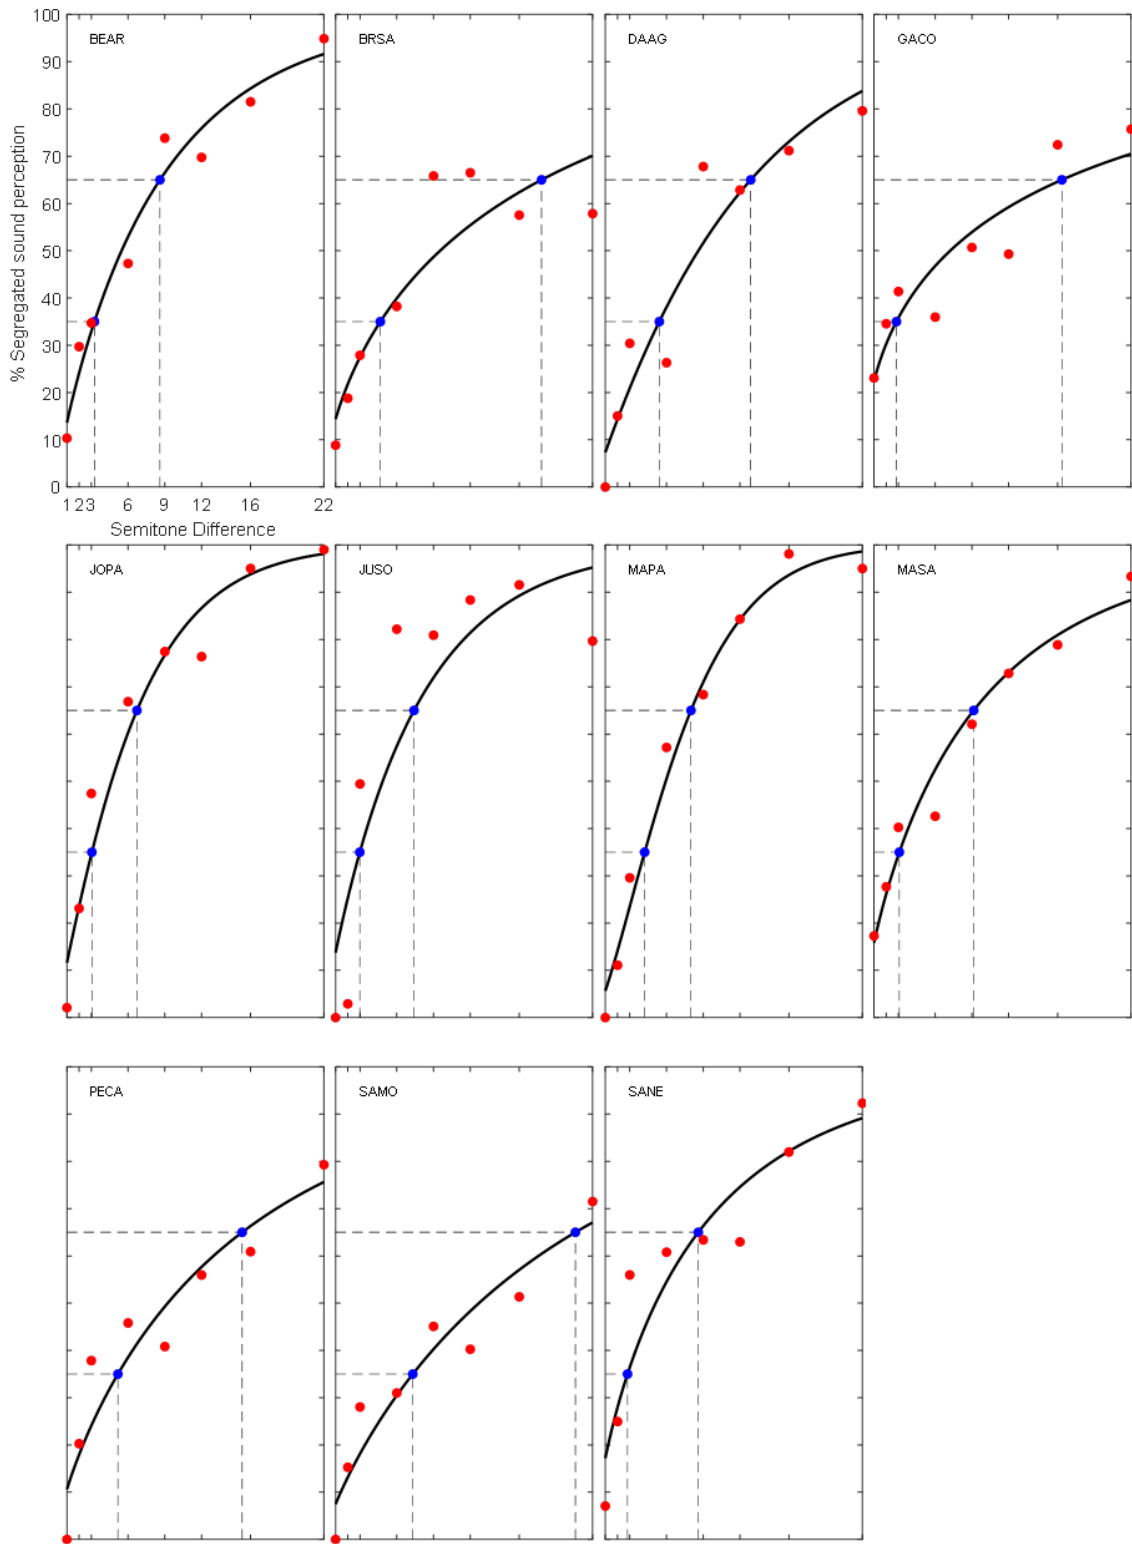 100
BEAR
BRSA
DAAG
GACO
90
80
70
60
50
40
30
20
10
0
% Segregated sound perception
1 2 3 6 9 12 16 22
Semitone Difference
JOPA
JUSO
MAPA
MASA
PECA
SAMO
SANE